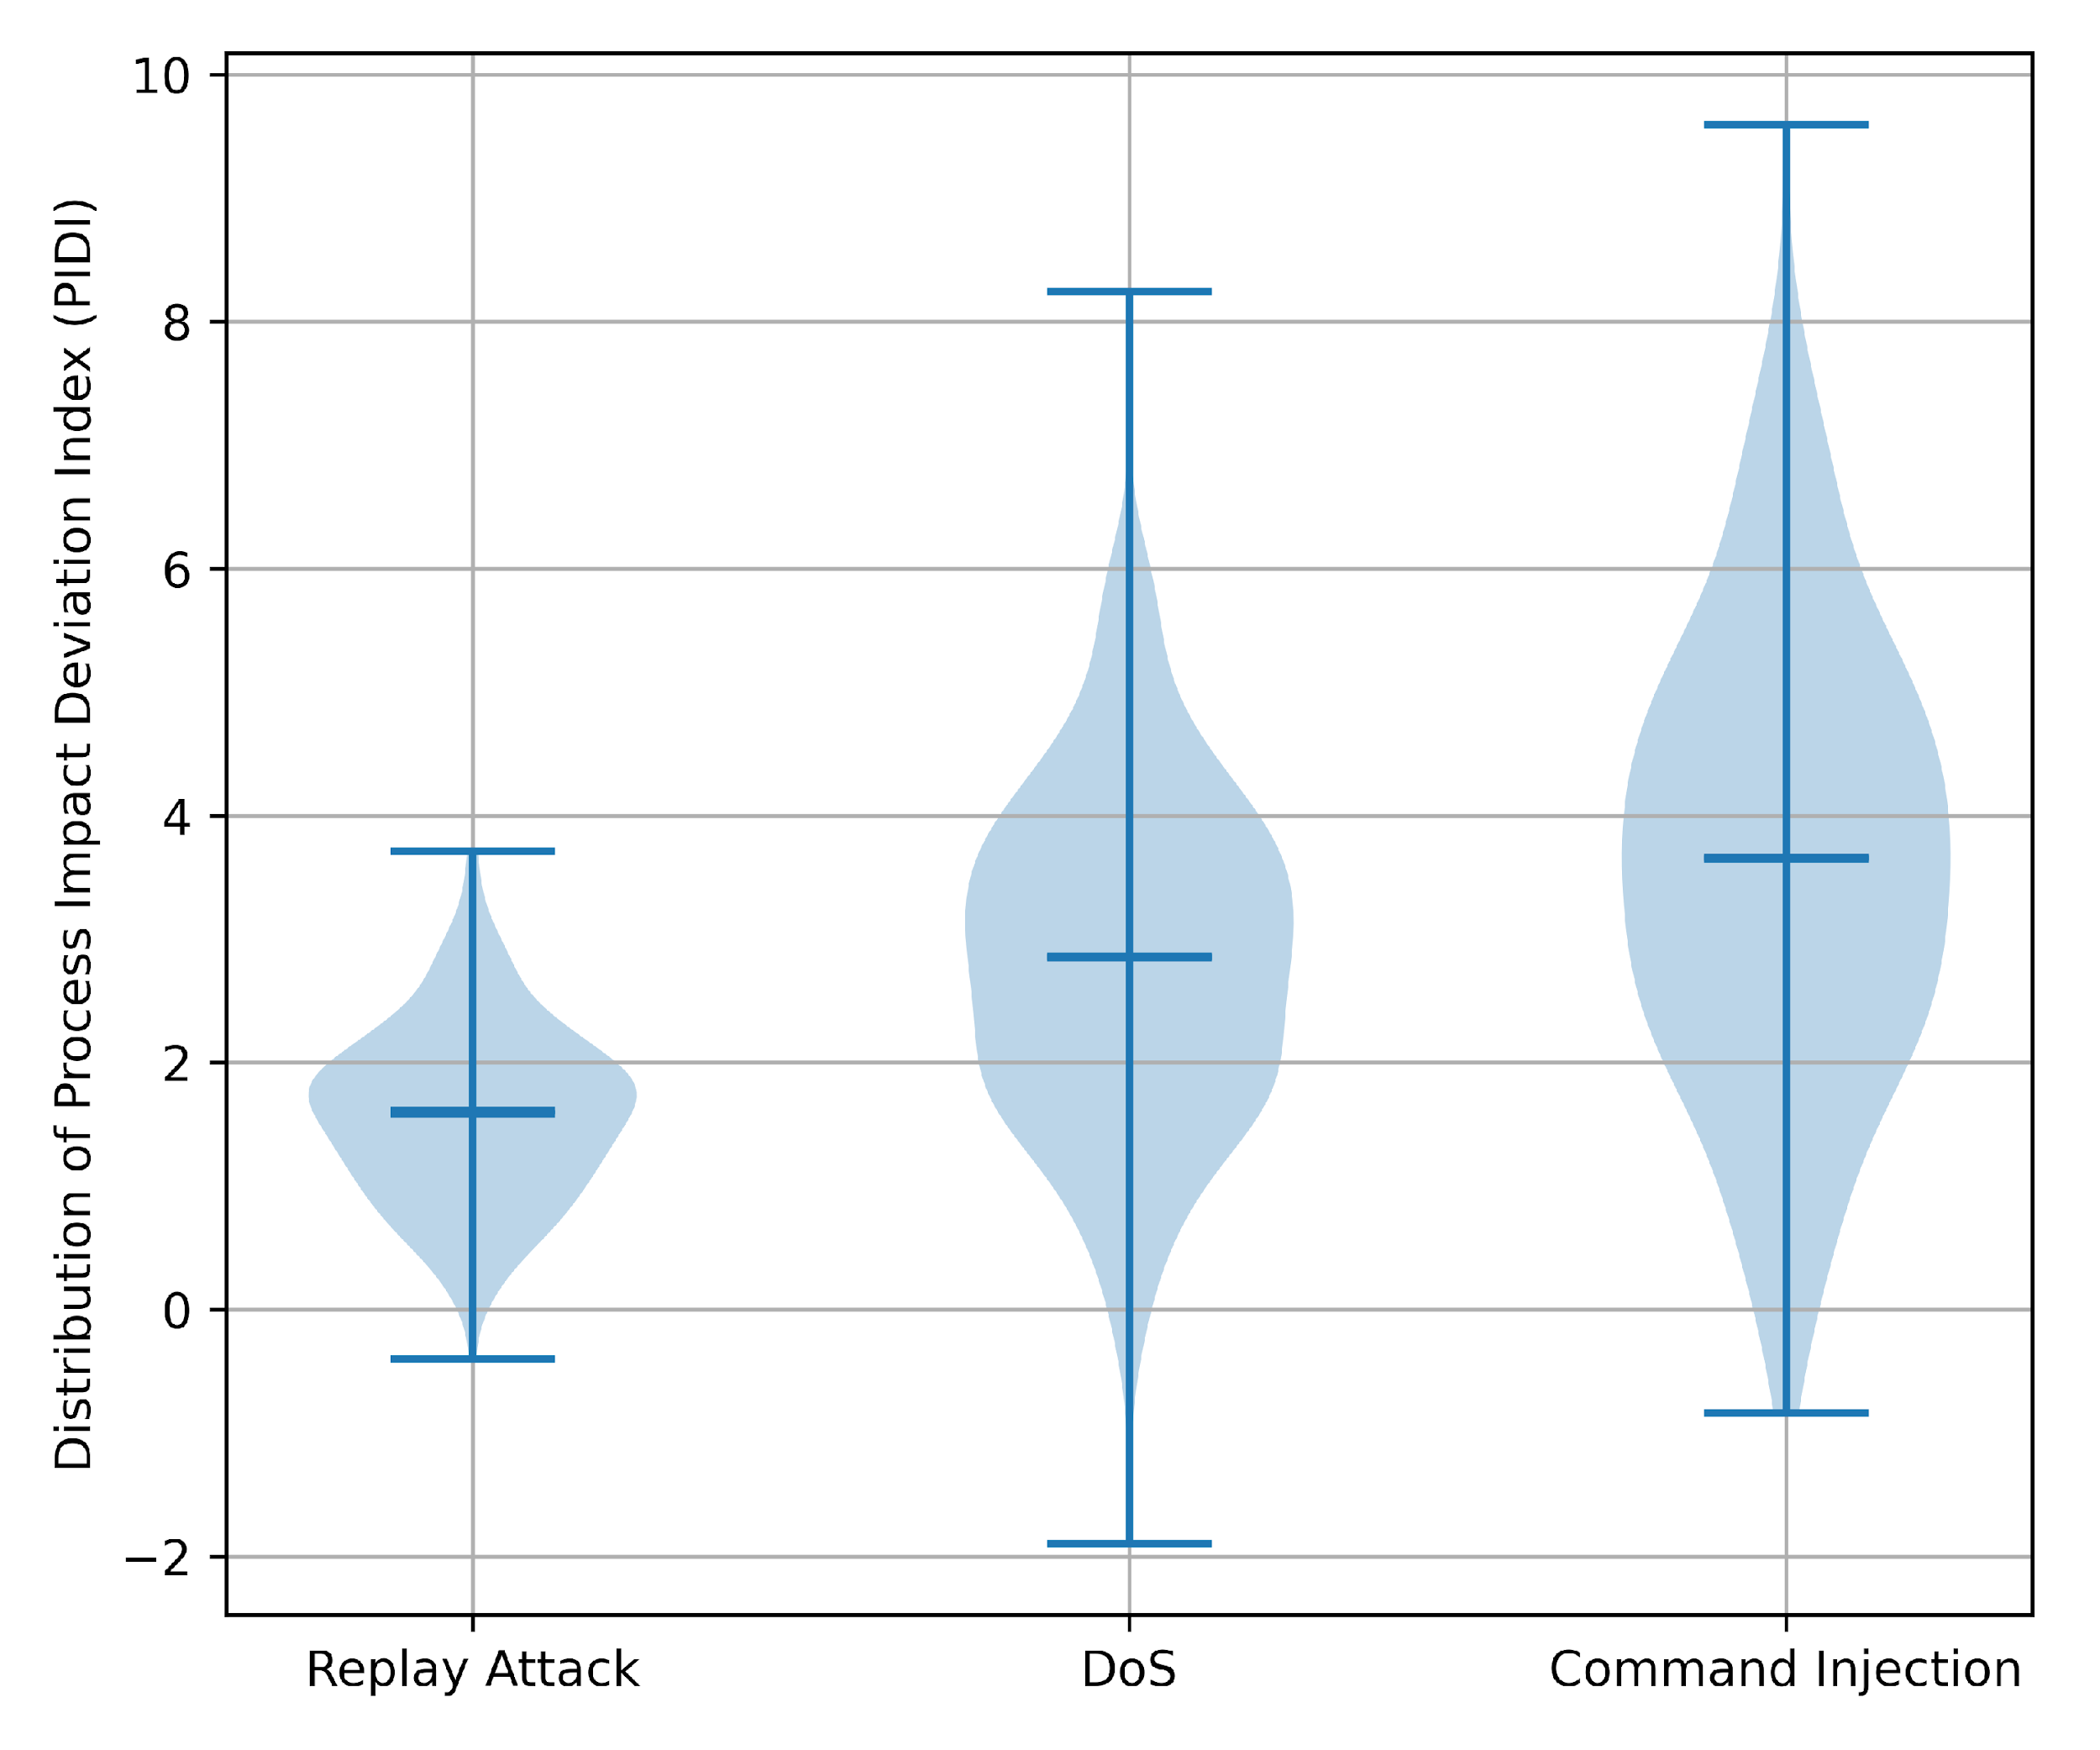 Distribution of Process Impact Deviation Index (PIDI)
10
8
6
4
2
0
−2
Replay Attack
DoS
Command Injection